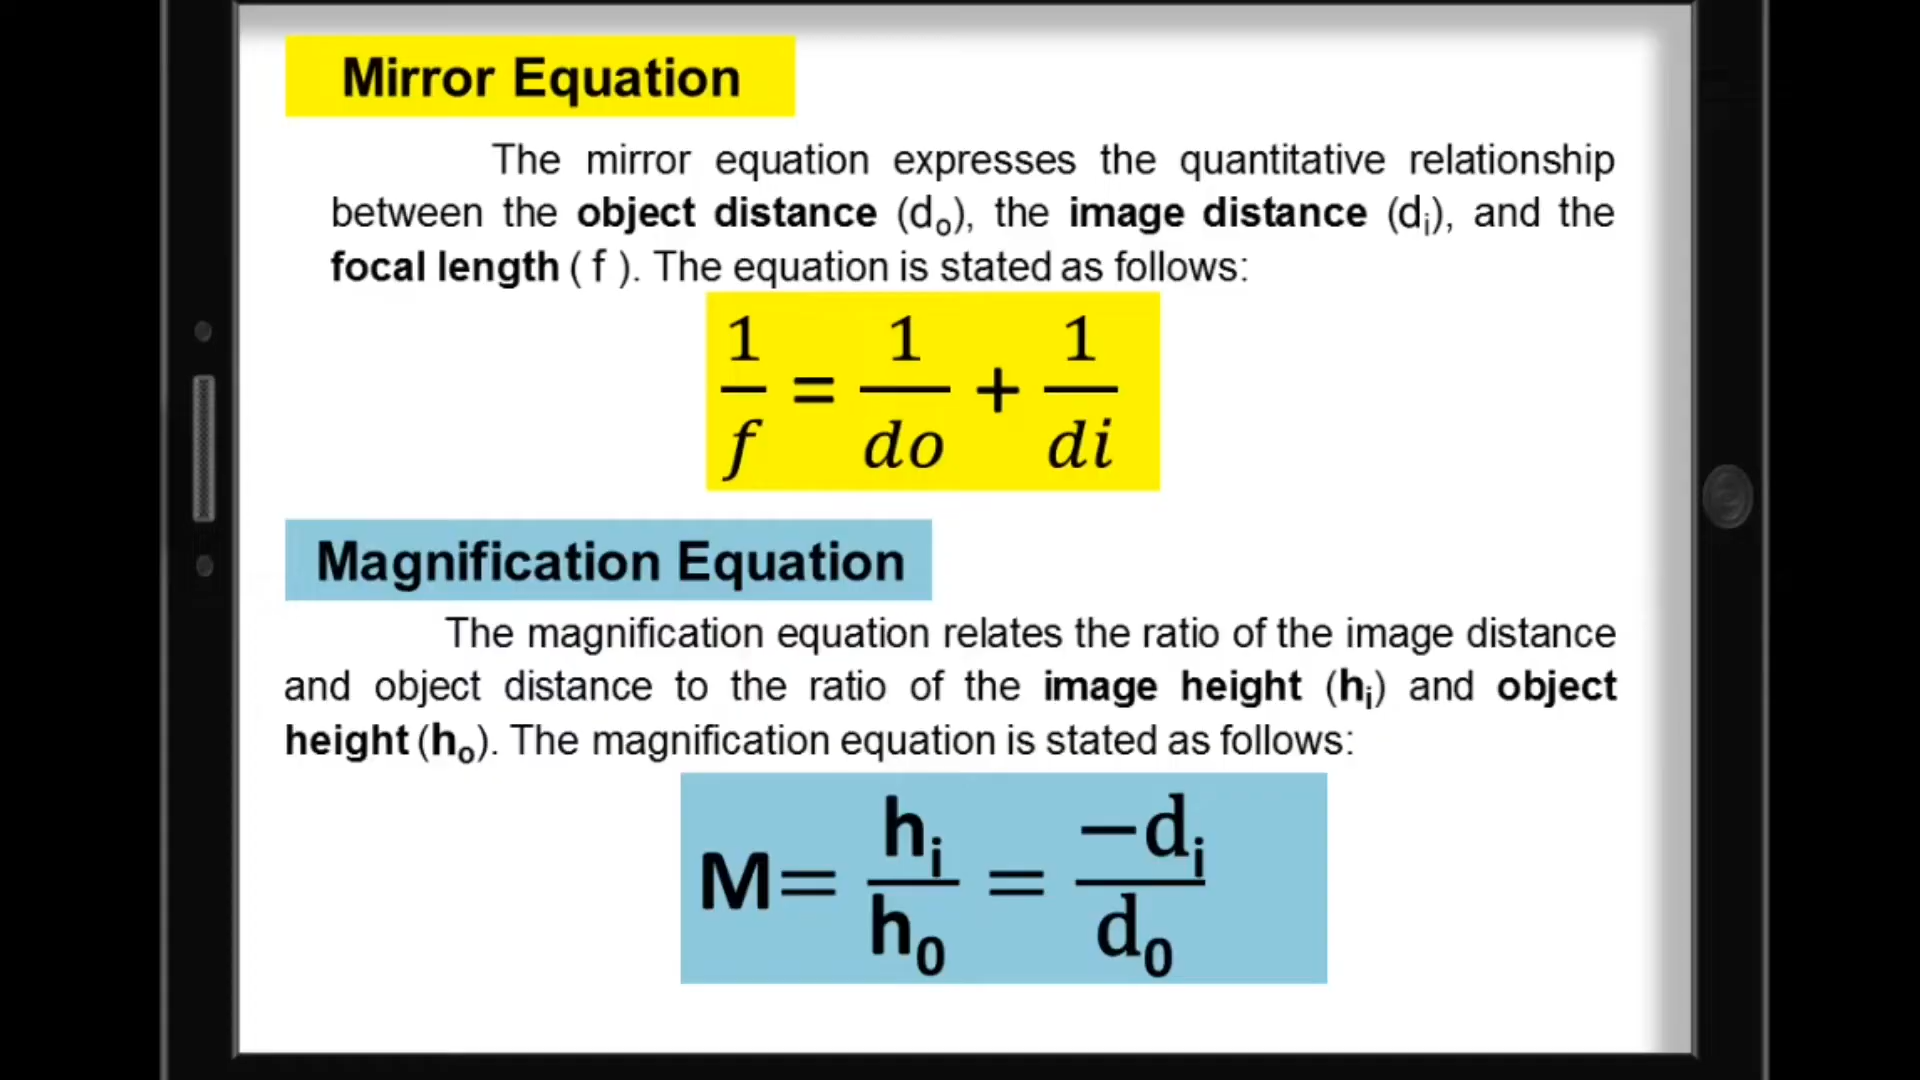 Mirror Equation
The mirror equation expresses the quantitative relationship
between the object distance (dₒ), the image distance (dᵢ), and the
focal length ( f ). The equation is stated as follows:
1/f = 1/do + 1/di
Magnification Equation
The magnification equation relates the ratio of the image distance
and object distance to the ratio of the image height (hᵢ) and object
height (hₒ). The magnification equation is stated as follows:
M= hᵢ/h₀ = −dᵢ/d₀